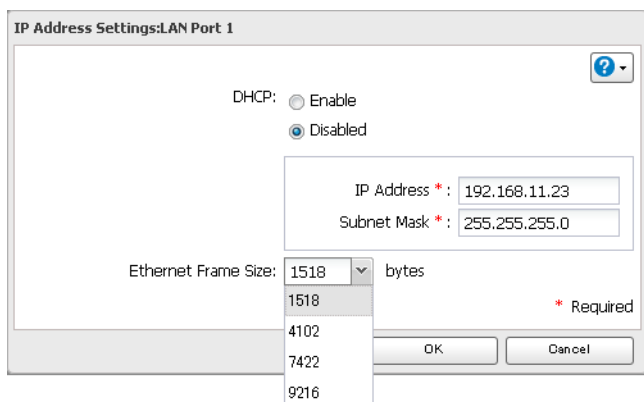 IP Address Settings:LAN Port 1
?
DHCP: Enable
Disabled
IP Address * : 192.168.11.23
Subnet Mask * : 255.255.255.0
Ethernet Frame Size: 1518 bytes
1518
* Required
4102
OK Cancel
7422
9216